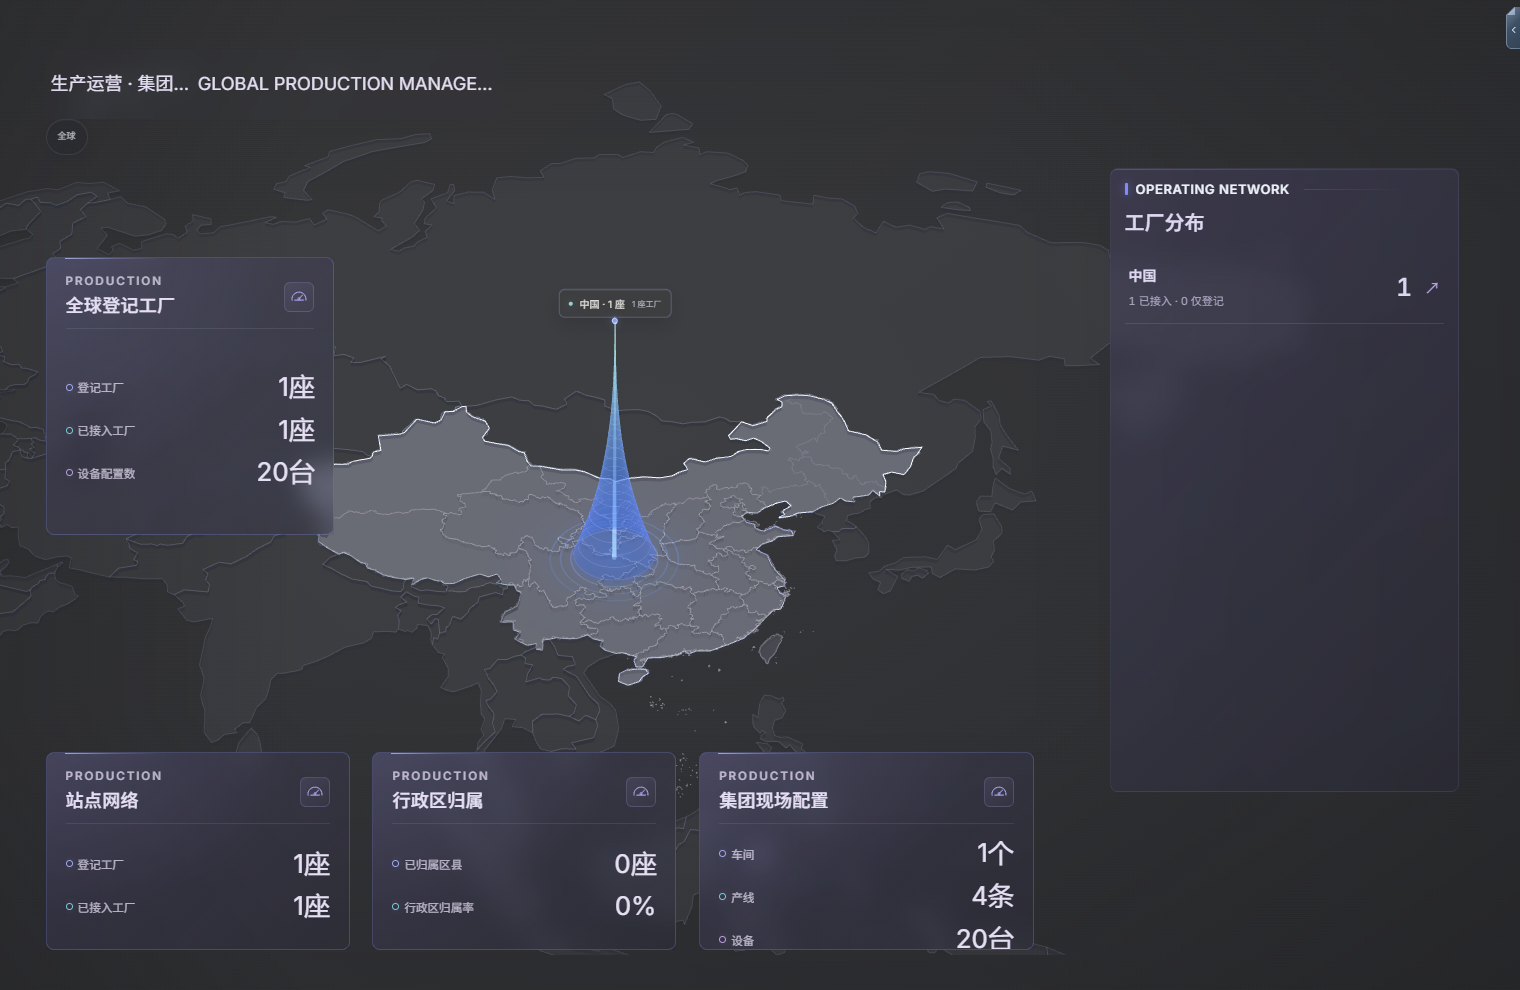 生产运营 · 集团... GLOBAL PRODUCTION MANAGE...
全球
PRODUCTION
全球登记工厂
登记工厂 1座
已接入工厂 1座
设备配置数 20台
中国 · 1 座 1 座工厂
OPERATING NETWORK
工厂分布
中国
1 已接入 · 0 仅登记
1 ↗
PRODUCTION
站点网络
登记工厂 1座
已接入工厂 1座
PRODUCTION
行政区归属
已归属区县 0座
行政区归属率 0%
PRODUCTION
集团现场配置
车间 1个
产线 4条
设备 20台